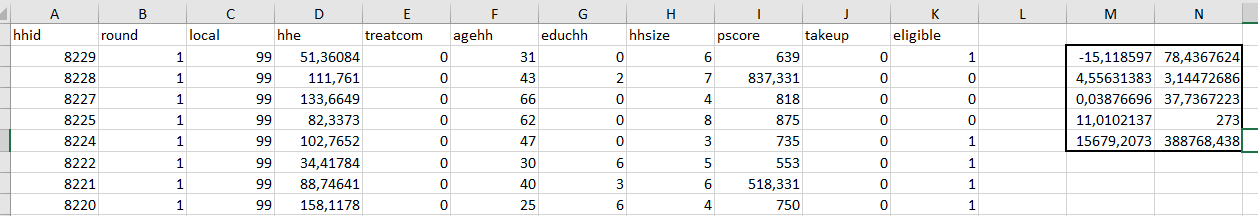 A B C D E F G H I J K L M N
hhid round local hhe treatcom agehh educhh hhsize pscore takeup eligible
8229 1 99 51,36084 0 31 0 6 639 0 1 -15,118597 78,4367624
8228 1 99 111,761 0 43 2 7 837,331 0 0 4,55631383 3,14472686
8227 1 99 133,6649 0 66 0 4 818 0 0 0,03876696 37,7367223
8225 1 99 82,3373 0 62 0 8 875 0 0 11,0102137 273
8224 1 99 102,7652 0 47 0 3 735 0 1 15679,2073 388768,438
8222 1 99 34,41784 0 30 6 5 553 0 1
8221 1 99 88,74641 0 40 3 6 518,331 0 1
8220 1 99 158,1178 0 25 6 4 750 0 1